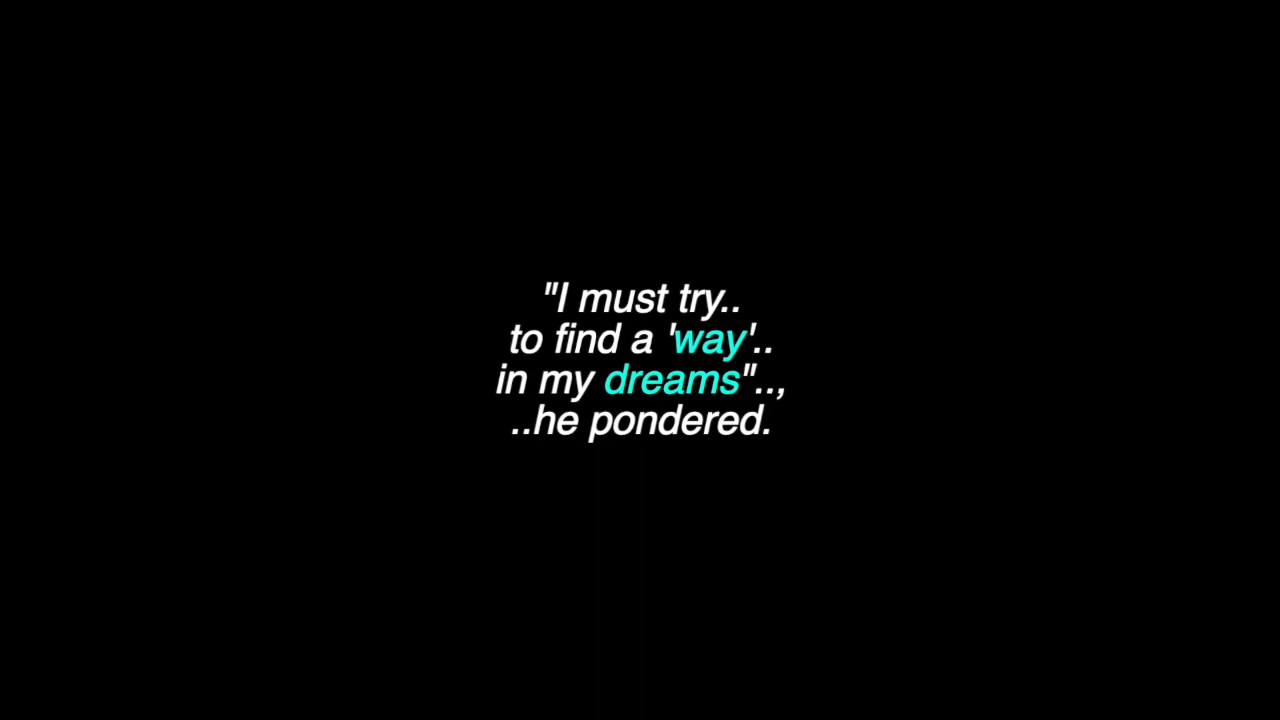 "I must try..
to find a 'way'..
in my dreams"..,
..he pondered.